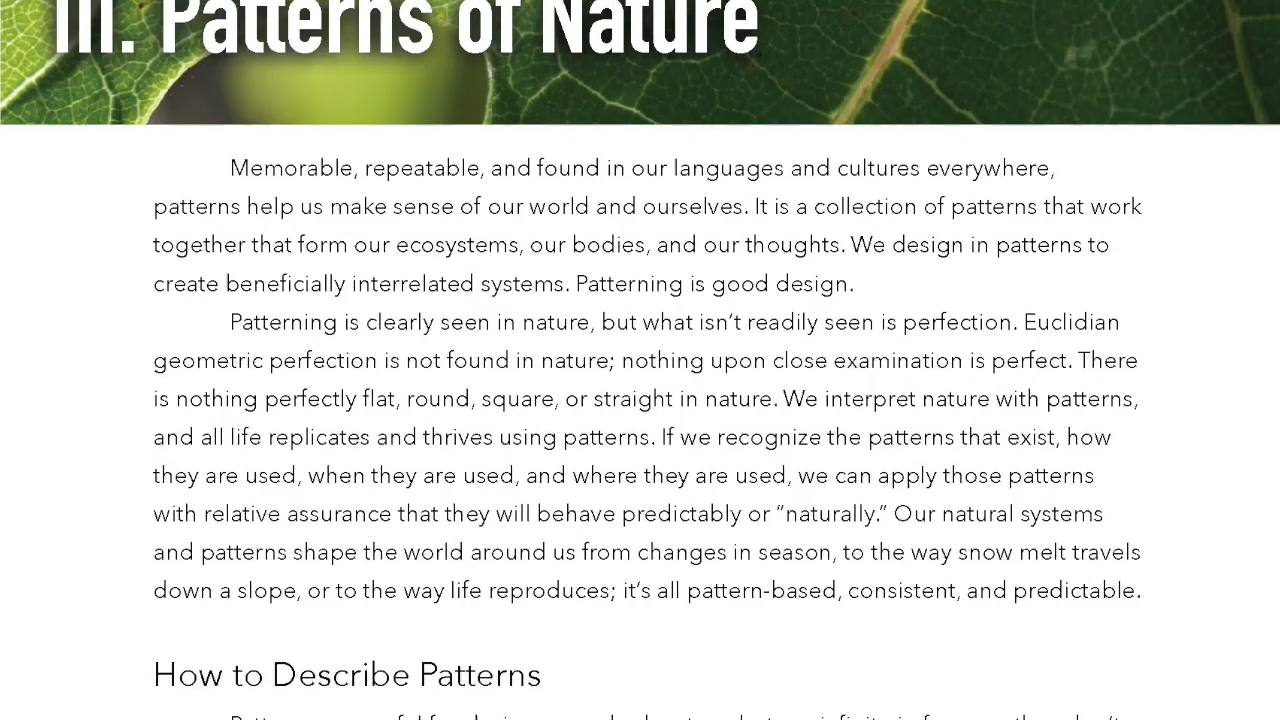 III. Patterns of Nature
Memorable, repeatable, and found in our languages and cultures everywhere,
patterns help us make sense of our world and ourselves. It is a collection of patterns that work
together that form our ecosystems, our bodies, and our thoughts. We design in patterns to
create beneficially interrelated systems. Patterning is good design.
Patterning is clearly seen in nature, but what isn’t readily seen is perfection. Euclidian
geometric perfection is not found in nature; nothing upon close examination is perfect. There
is nothing perfectly flat, round, square, or straight in nature. We interpret nature with patterns,
and all life replicates and thrives using patterns. If we recognize the patterns that exist, how
they are used, when they are used, and where they are used, we can apply those patterns
with relative assurance that they will behave predictably or “naturally.” Our natural systems
and patterns shape the world around us from changes in season, to the way snow melt travels
down a slope, or to the way life reproduces; it’s all pattern-based, consistent, and predictable.
How to Describe Patterns